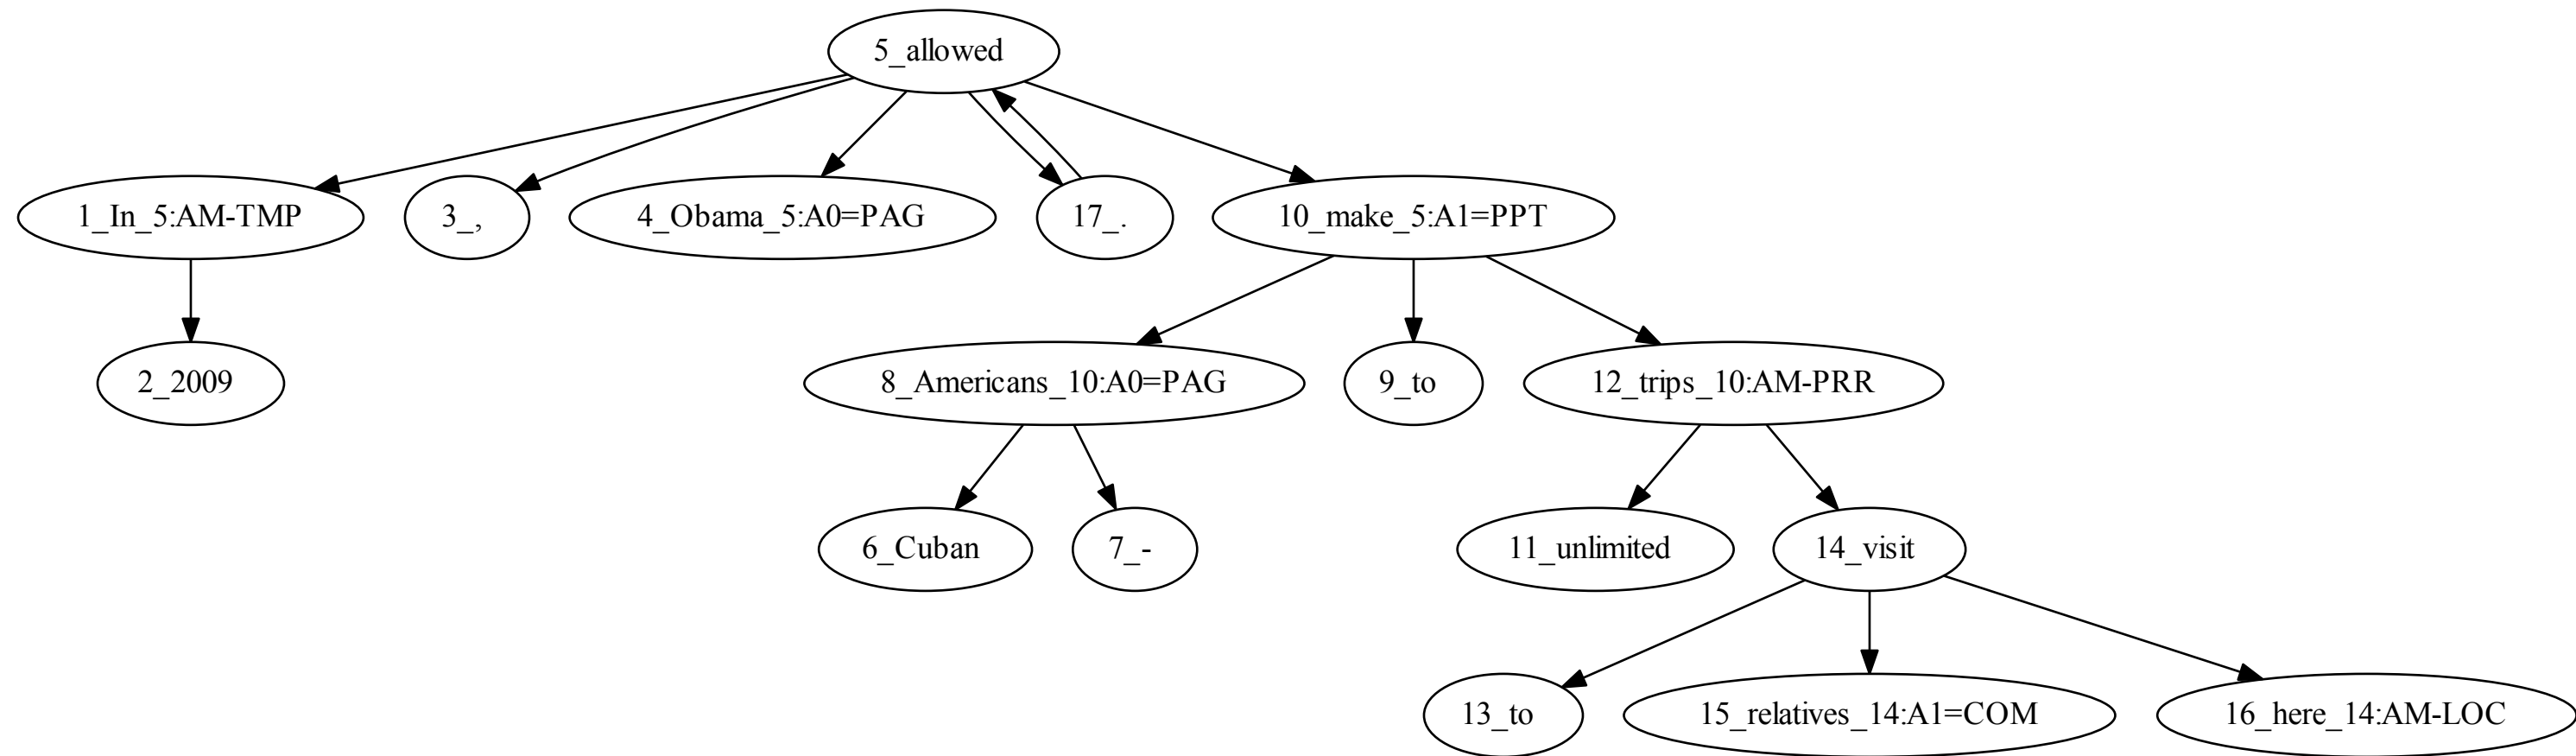 5_allowed
1_In_5:AM-TMP
3_,
4_Obama_5:A0=PAG
17_.
10_make_5:A1=PPT
2_2009
8_Americans_10:A0=PAG
9_to
12_trips_10:AM-PRR
6_Cuban
7_-
11_unlimited
14_visit
13_to
15_relatives_14:A1=COM
16_here_14:AM-LOC